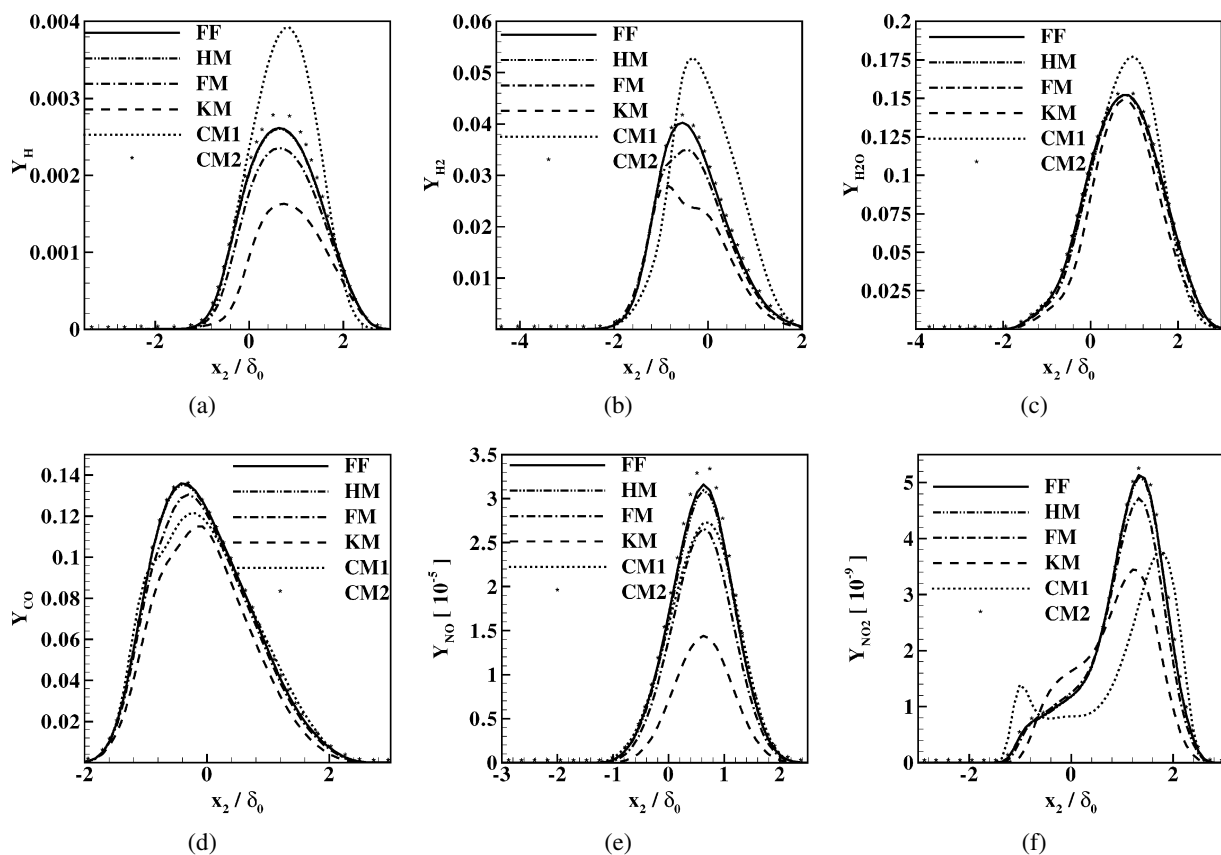 0.004
0.003
0.002
0.001
0
Y_H
FF
HM
FM
KM
CM1
CM2
-2 0 2
x_2 / δ_0
(a)
0.06
0.05
0.04
0.03
0.02
0.01
Y_H2
FF
HM
FM
KM
CM1
CM2
-4 -2 0 2
x_2 / δ_0
(b)
0.2
0.175
0.15
0.125
0.1
0.075
0.05
0.025
Y_H2O
FF
HM
FM
KM
CM1
CM2
-4 -2 0 2
x_2 / δ_0
(c)
0.14
0.12
0.1
0.08
0.06
0.04
0.02
Y_CO
FF
HM
FM
KM
CM1
CM2
-2 0 2
x_2 / δ_0
(d)
3.5
3
2.5
2
1.5
1
0.5
0
Y_NO [ 10^-5 ]
FF
HM
FM
KM
CM1
CM2
-3 -2 -1 0 1 2
x_2 / δ_0
(e)
5
4
3
2
1
0
Y_NO2 [ 10^-9 ]
FF
HM
FM
KM
CM1
CM2
-2 0 2
x_2 / δ_0
(f)